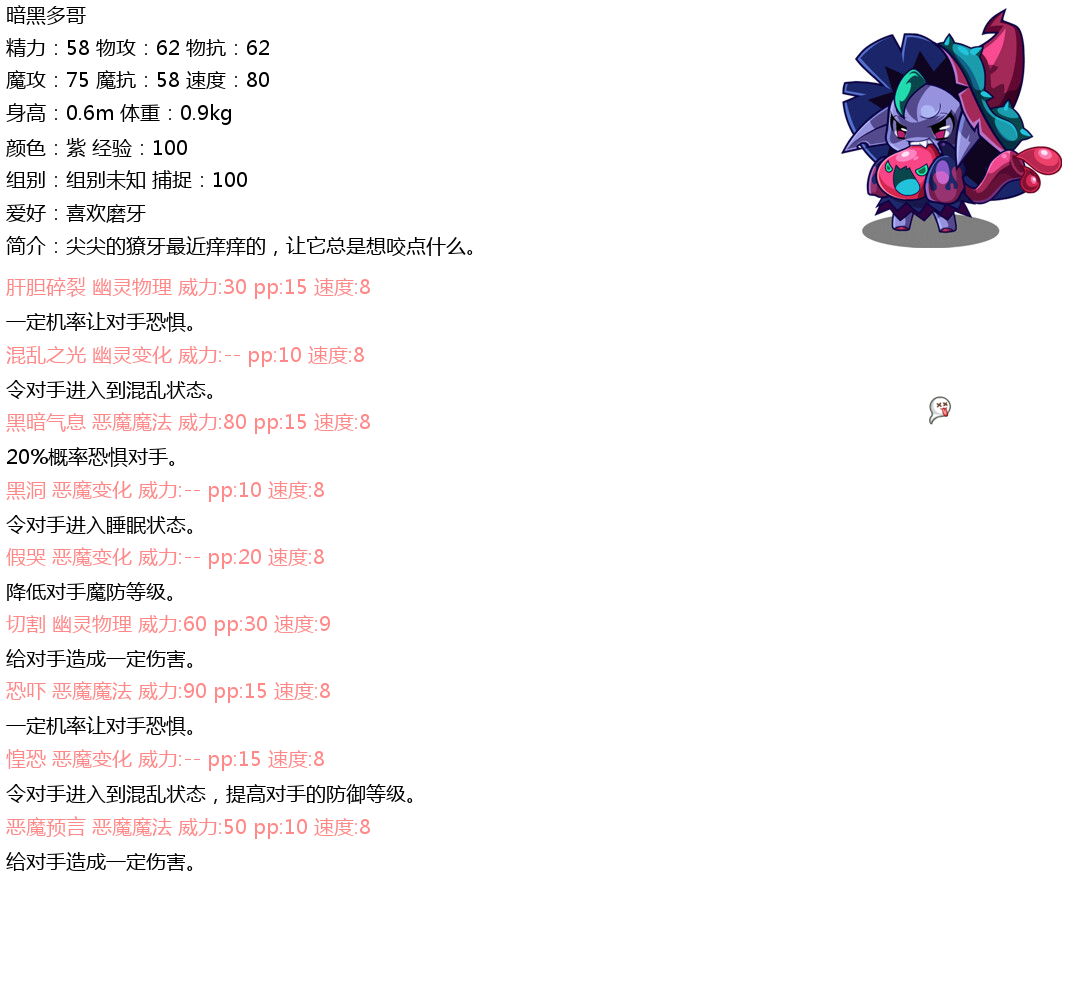 暗黑多哥
精力：58 物攻：62 物抗：62
魔攻：75 魔抗：58 速度：80
身高：0.6m 体重：0.9kg
颜色：紫 经验：100
组别：组别未知 捕捉：100
爱好：喜欢磨牙
简介：尖尖的獠牙最近痒痒的，让它总是想咬点什么。
肝胆碎裂 幽灵物理 威力:30 pp:15 速度:8
一定机率让对手恐惧。
混乱之光 幽灵变化 威力:-- pp:10 速度:8
令对手进入到混乱状态。
黑暗气息 恶魔魔法 威力:80 pp:15 速度:8
20%概率恐惧对手。
黑洞 恶魔变化 威力:-- pp:10 速度:8
令对手进入睡眠状态。
假哭 恶魔变化 威力:-- pp:20 速度:8
降低对手魔防等级。
切割 幽灵物理 威力:60 pp:30 速度:9
给对手造成一定伤害。
恐吓 恶魔魔法 威力:90 pp:15 速度:8
一定机率让对手恐惧。
惶恐 恶魔变化 威力:-- pp:15 速度:8
令对手进入到混乱状态，提高对手的防御等级。
恶魔预言 恶魔魔法 威力:50 pp:10 速度:8
给对手造成一定伤害。